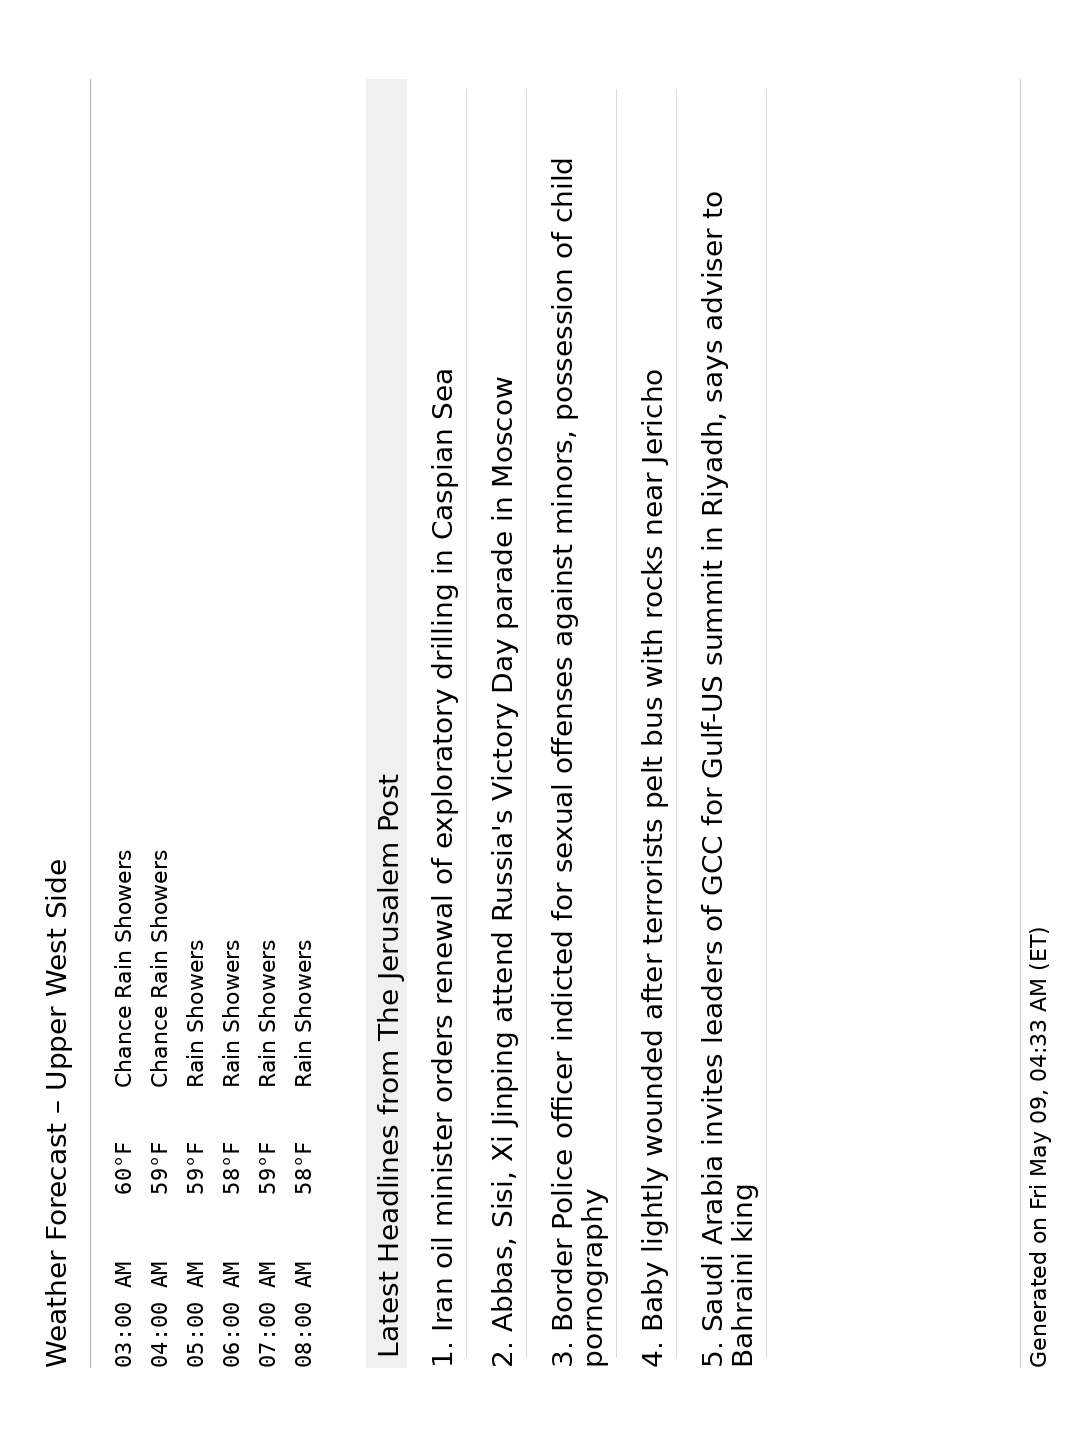 Weather Forecast – Upper West Side
03:00 AM 60°F Chance Rain Showers
04:00 AM 59°F Chance Rain Showers
05:00 AM 59°F Rain Showers
06:00 AM 58°F Rain Showers
07:00 AM 59°F Rain Showers
08:00 AM 58°F Rain Showers
Latest Headlines from The Jerusalem Post
1. Iran oil minister orders renewal of exploratory drilling in Caspian Sea
2. Abbas, Sisi, Xi Jinping attend Russia's Victory Day parade in Moscow
3. Border Police officer indicted for sexual offenses against minors, possession of child
pornography
4. Baby lightly wounded after terrorists pelt bus with rocks near Jericho
5. Saudi Arabia invites leaders of GCC for Gulf-US summit in Riyadh, says adviser to
Bahraini king
Generated on Fri May 09, 04:33 AM (ET)